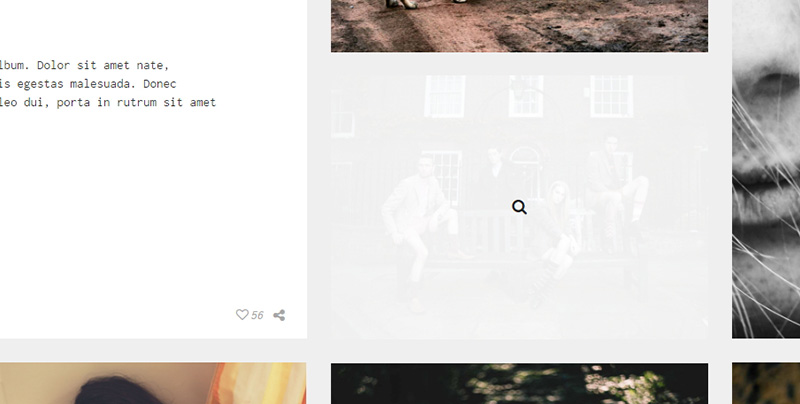 lbum. Dolor sit amet nate,
is egestas malesuada. Donec
leo dui, porta in rutrum sit amet
56